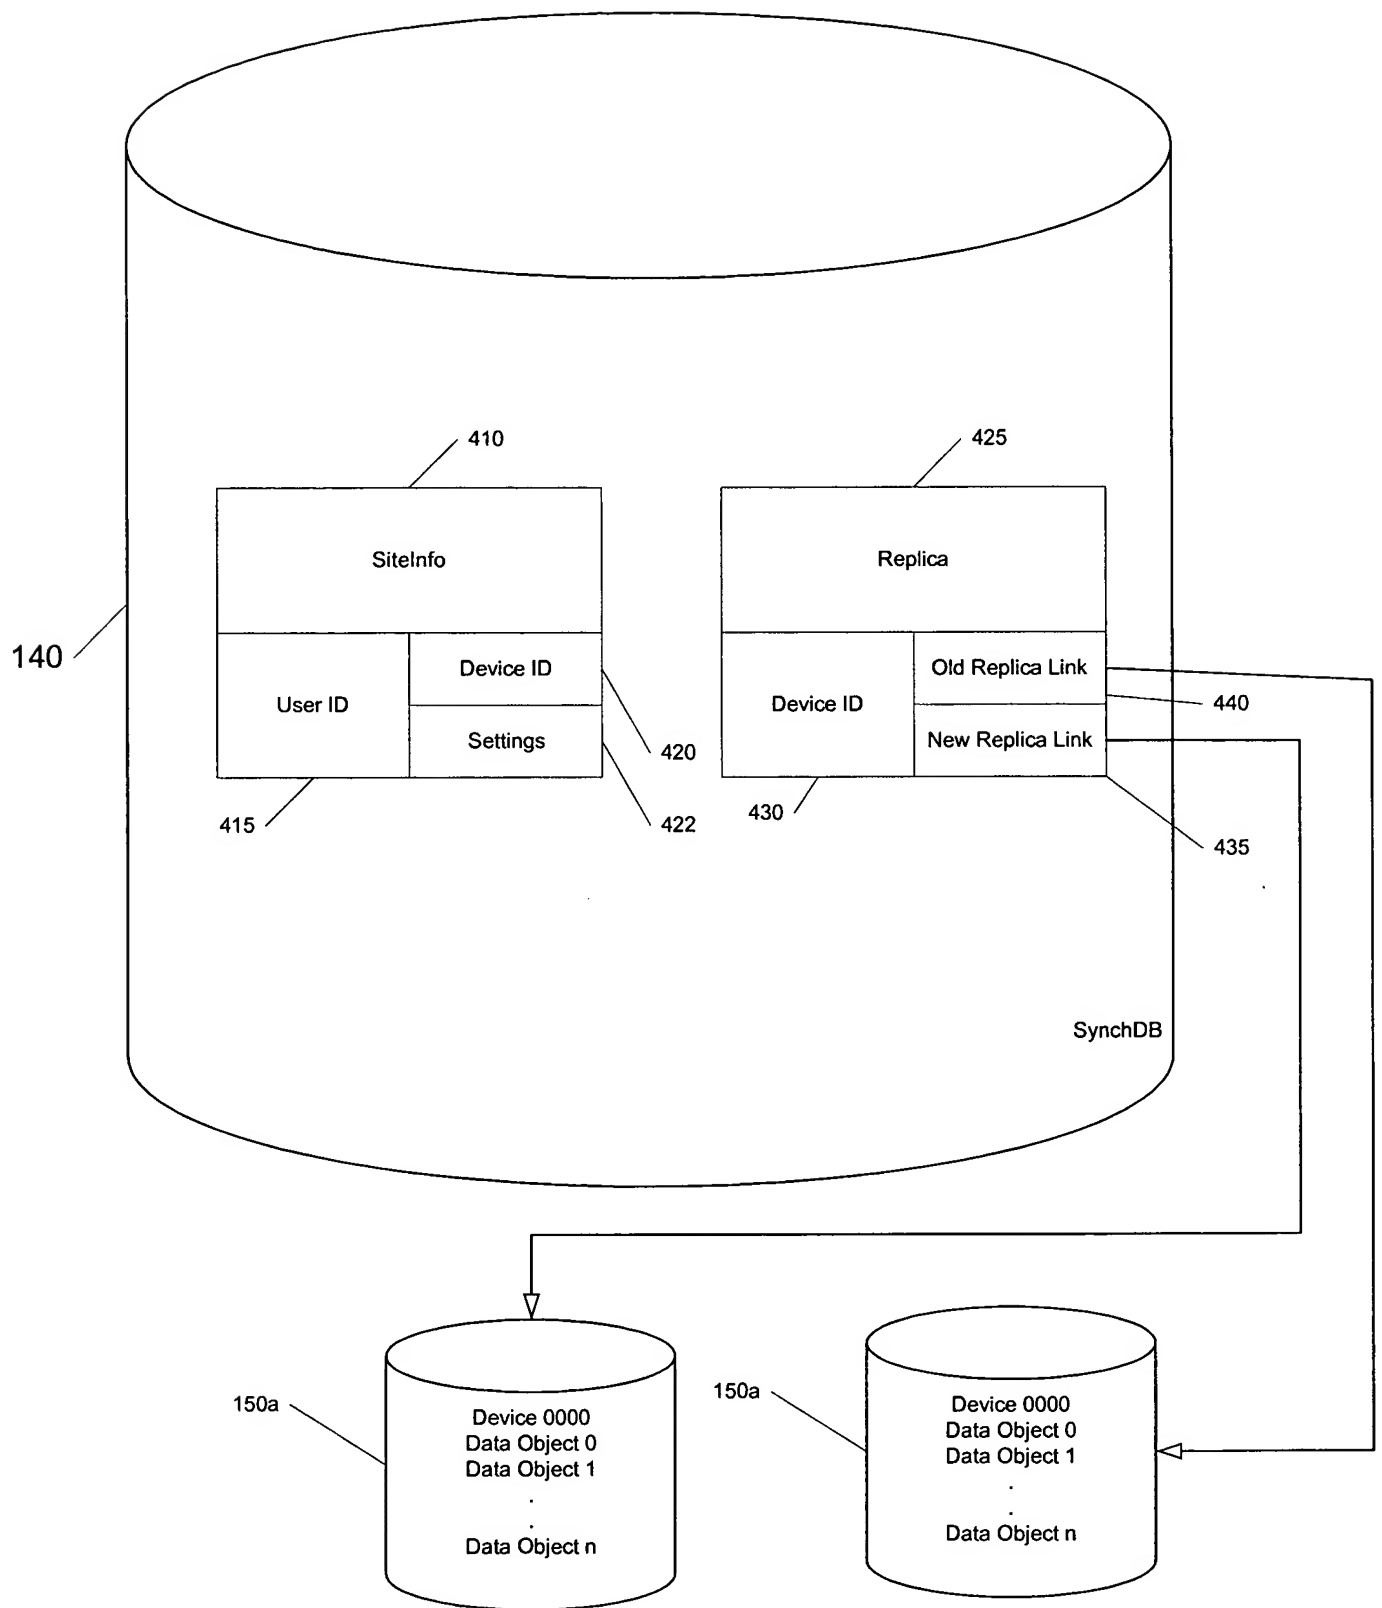 410
425
SiteInfo
Replica
140
User ID
Device ID
Settings
Device ID
Old Replica Link
New Replica Link
440
420
430
415
422
435
SynchDB
150a
Device 0000
Data Object 0
Data Object 1
.
.
Data Object n
150a
Device 0000
Data Object 0
Data Object 1
.
.
Data Object n